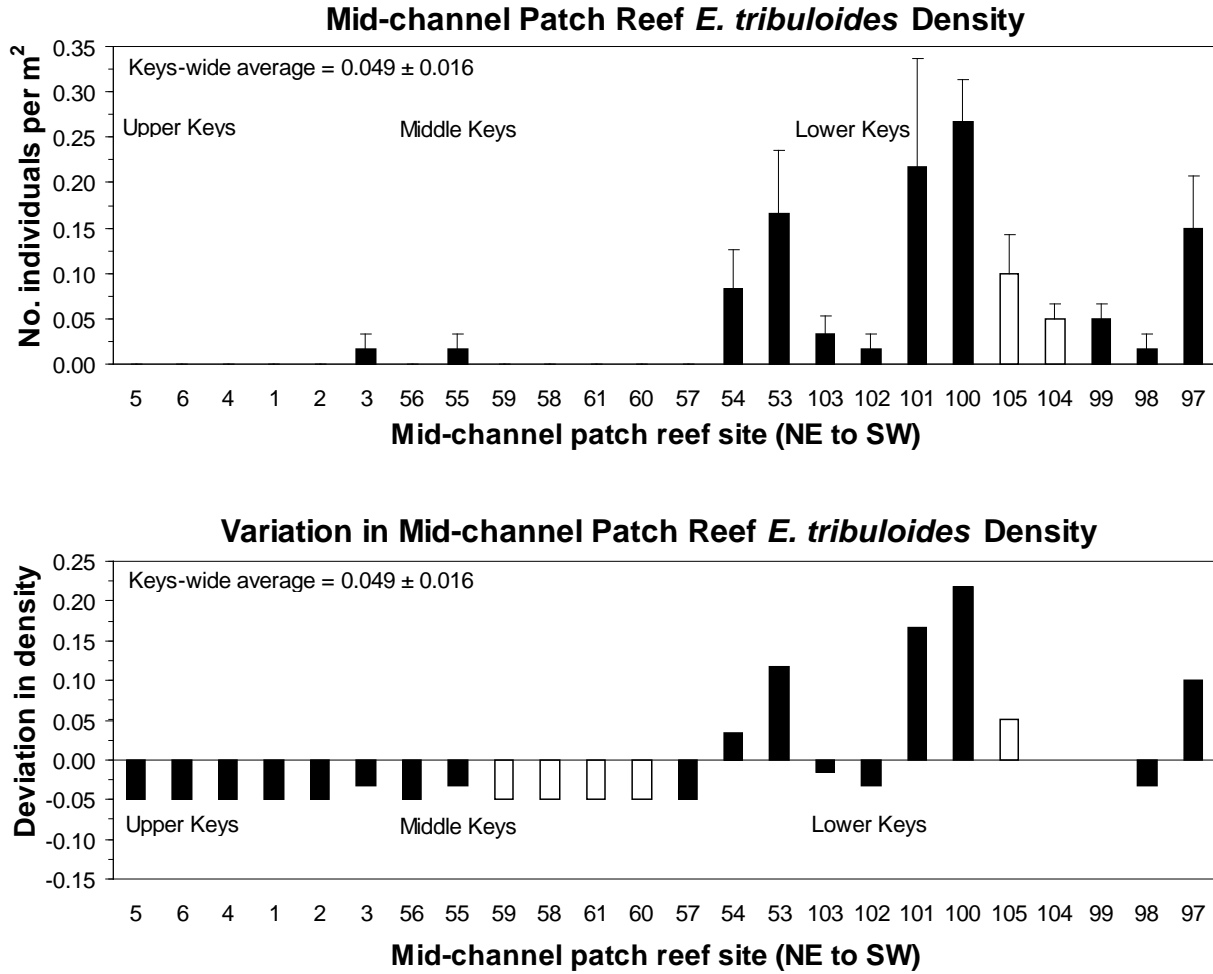 Mid-channel Patch Reef E. tribuloides Density
No. individuals per m²
0.35
0.30
0.25
0.20
0.15
0.10
0.05
0.00
Keys-wide average = 0.049 ± 0.016
Upper Keys Middle Keys Lower Keys
5 6 4 1 2 3 56 55 59 58 61 60 57 54 53 103 102 101 100 105 104 99 98 97
Mid-channel patch reef site (NE to SW)
Variation in Mid-channel Patch Reef E. tribuloides Density
Deviation in density
0.25
0.20
0.15
0.10
0.05
0.00
-0.05
-0.10
-0.15
Keys-wide average = 0.049 ± 0.016
Upper Keys Middle Keys Lower Keys
5 6 4 1 2 3 56 55 59 58 61 60 57 54 53 103 102 101 100 105 104 99 98 97
Mid-channel patch reef site (NE to SW)